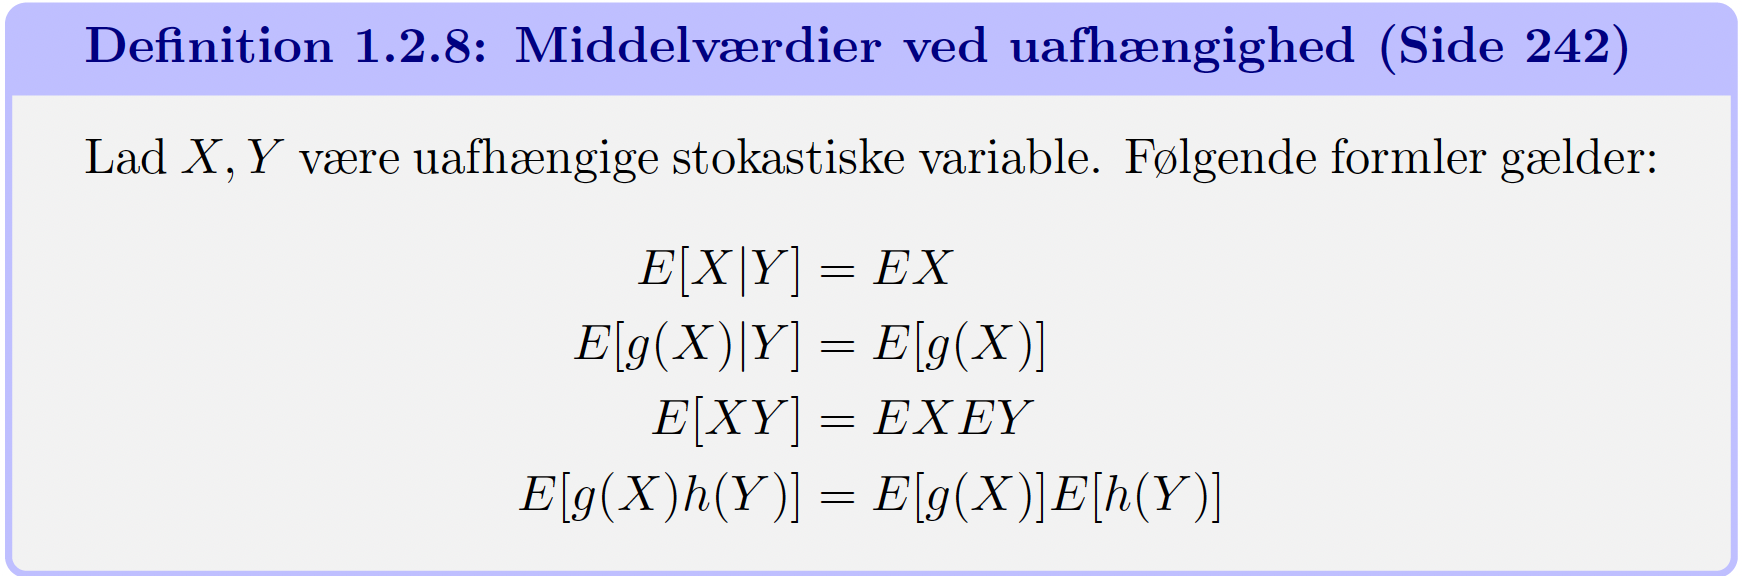 Definition 1.2.8: Middelværdier ved uafhængighed (Side 242)
Lad X, Y være uafhængige stokastiske variable. Følgende formler gælder:
E[X|Y] = EX
E[g(X)|Y] = E[g(X)]
E[XY] = EXEY
E[g(X)h(Y)] = E[g(X)]E[h(Y)]